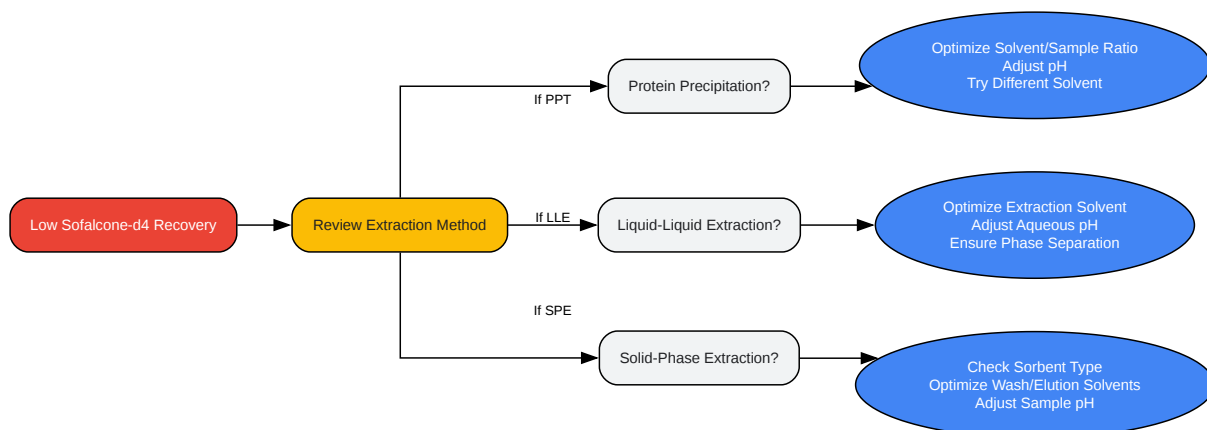 Low Sofalcone-d4 Recovery
Review Extraction Method
If PPT
Protein Precipitation?
Optimize Solvent/Sample Ratio
Adjust pH
Try Different Solvent
If LLE
Liquid-Liquid Extraction?
Optimize Extraction Solvent
Adjust Aqueous pH
Ensure Phase Separation
If SPE
Solid-Phase Extraction?
Check Sorbent Type
Optimize Wash/Elution Solvents
Adjust Sample pH